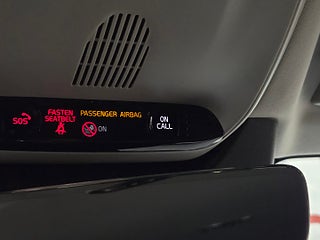 SOS
FASTEN
SEATBELT
PASSENGER AIRBAG
ON
ON
CALL